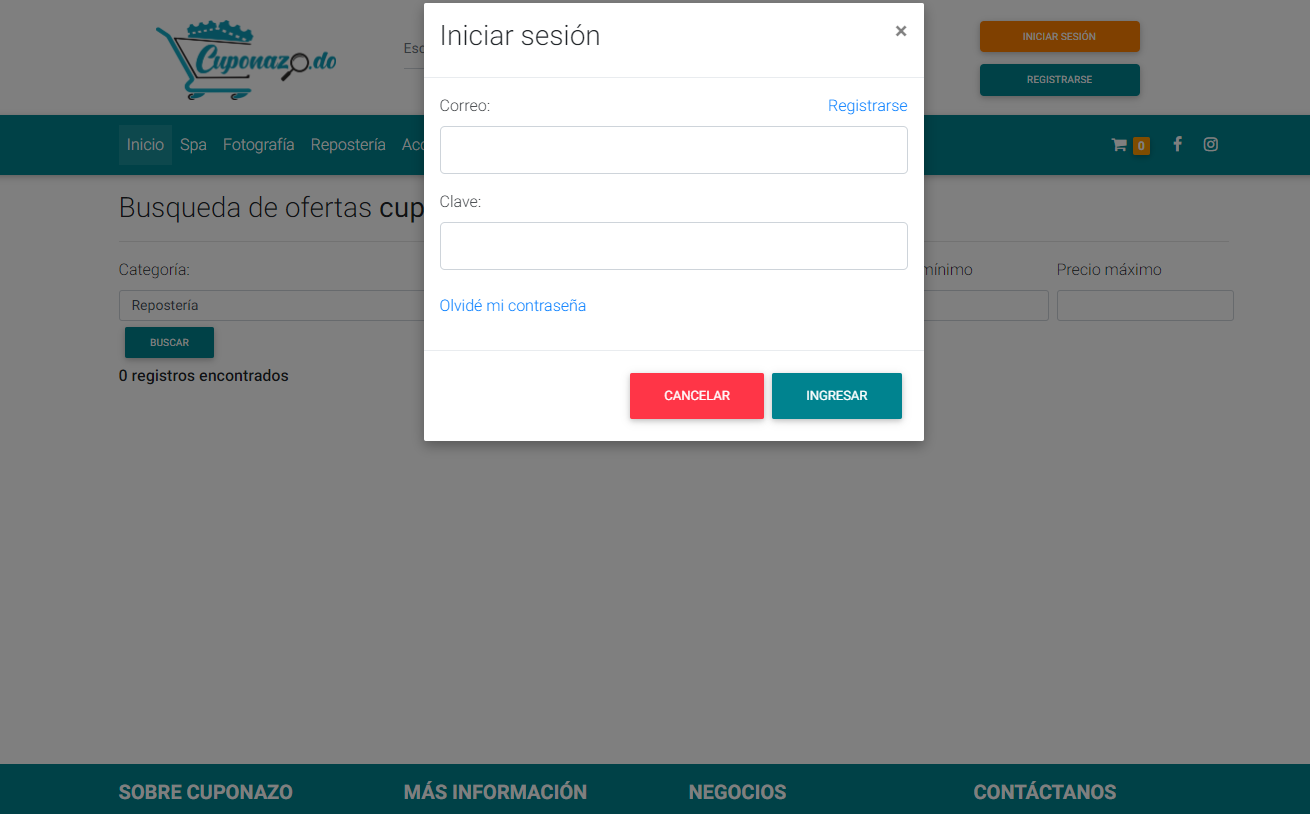 Cuponazo.do
Esc
INICIAR SESIÓN
REGISTRARSE
Iniciar sesión
×
Correo:
Registrarse
Clave:
Olvidé mi contraseña
CANCELAR
INGRESAR
Inicio
Spa
Fotografía
Repostería
Acc
0
Busqueda de ofertas cup
Categoría:
mínimo
Precio máximo
Repostería
BUSCAR
0 registros encontrados
SOBRE CUPONAZO
MÁS INFORMACIÓN
NEGOCIOS
CONTÁCTANOS